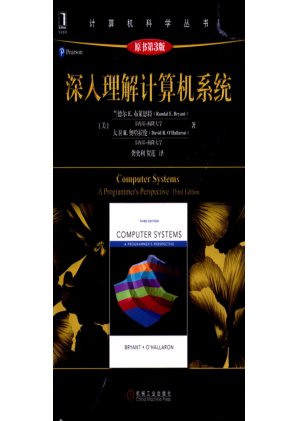 计算机科学丛书
Pearson
原书第3版
深入理解计算机系统
[美]
兰德尔 E. 布莱恩特（Randal E. Bryant）
卡内基-梅隆大学
大卫 R. 奥哈拉伦（David R. O'Hallaron）
卡内基-梅隆大学
著
龚奕利 贺莲 译
Computer Systems
A Programmer's Perspective Third Edition
THIRD EDITION
COMPUTER SYSTEMS
A PROGRAMMER'S PERSPECTIVE
BRYANT • O'HALLARON
机械工业出版社
China Machine Press